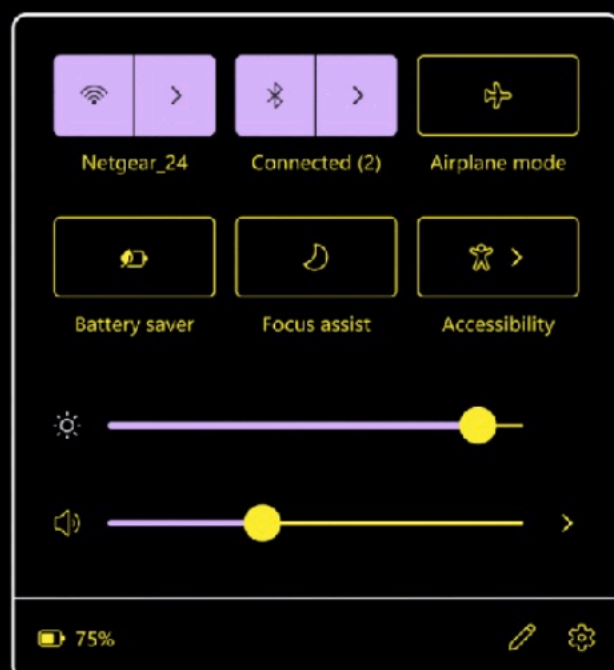 Netgear_24
Connected (2)
Airplane mode
Battery saver
Focus assist
Accessibility
75%